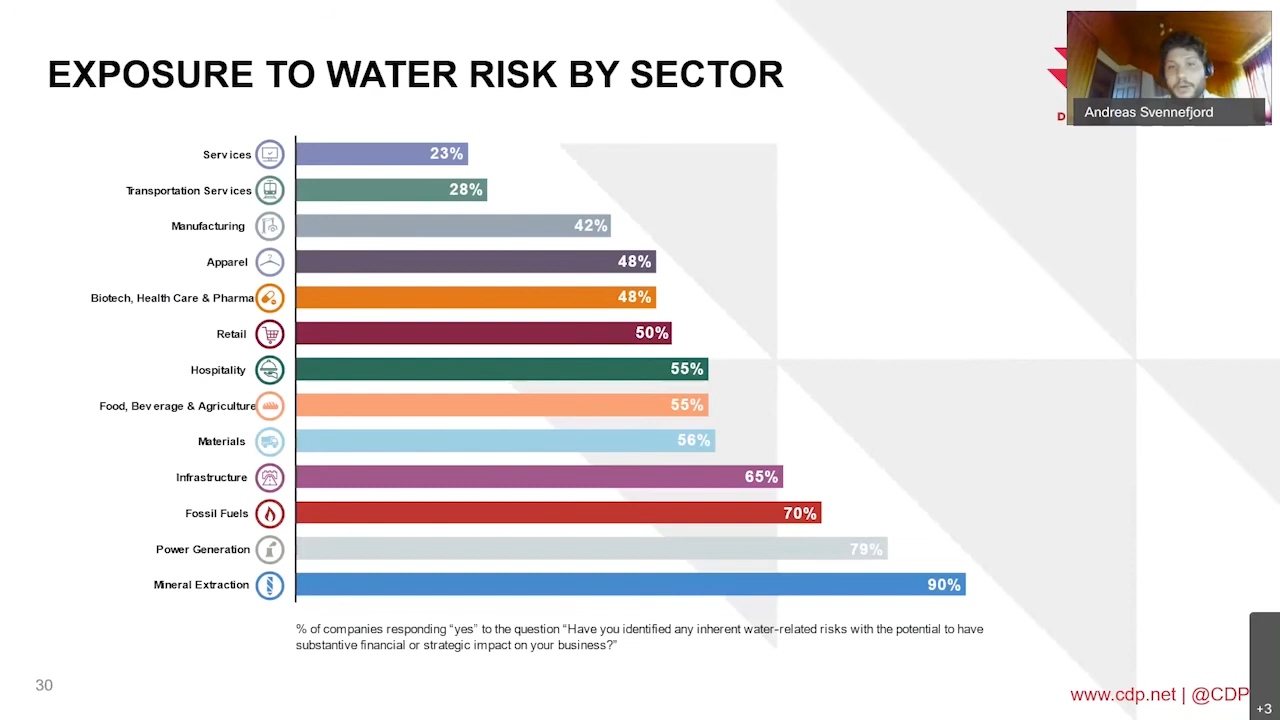 EXPOSURE TO WATER RISK BY SECTOR
Andreas Svennefjord
D
Services 23%
Transportation Services 28%
Manufacturing 42%
Apparel 48%
Biotech, Health Care & Pharma 48%
Retail 50%
Hospitality 55%
Food, Beverage & Agriculture 55%
Materials 56%
Infrastructure 65%
Fossil Fuels 70%
Power Generation 79%
Mineral Extraction 90%
% of companies responding “yes” to the question “Have you identified any inherent water-related risks with the potential to have
substantive financial or strategic impact on your business?”
30
www.cdp.net | @CDP
+3